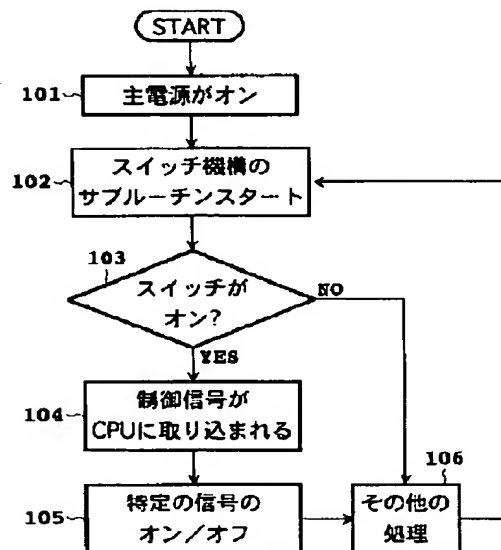 START
101
主電源がオン
102
スイッチ機構の
サブルーチンスタート
103
スイッチが
オン?
NO
YES
104
制御信号が
CPUに取り込まれる
106
105
特定の信号の
オン/オフ
その他の
処理